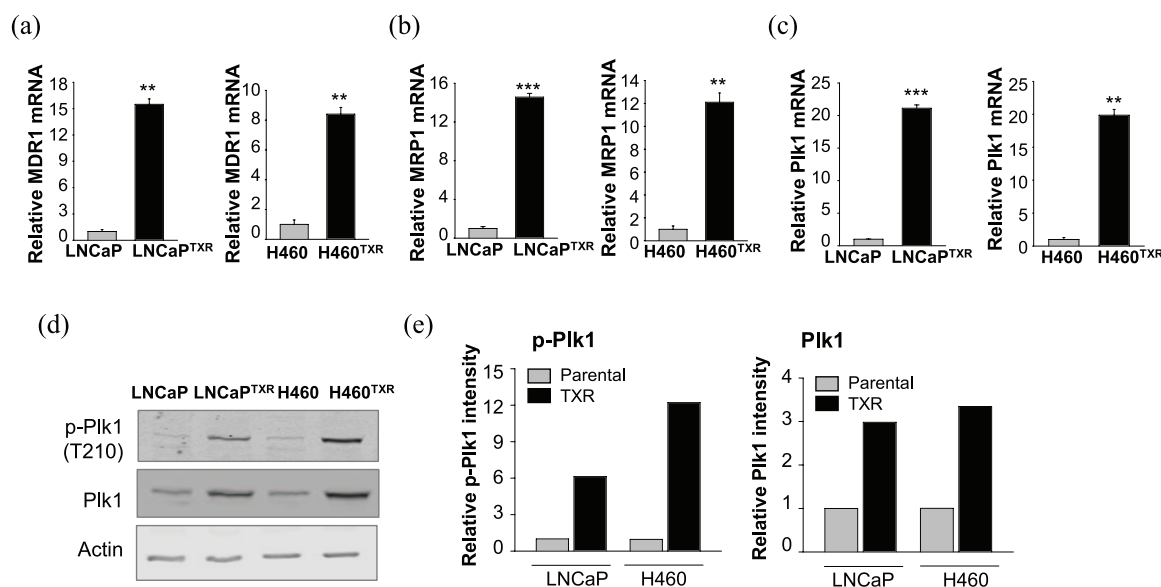 (a)
Relative MDR1 mRNA
18
15
12
9
6
3
0
**
LNCaP LNCaPTXR
Relative MDR1 mRNA
10
8
6
4
2
0
**
H460 H460TXR
(b)
Relative MRP1 mRNA
16
12
8
4
0
***
LNCaP LNCaPTXR
Relative MRP1 mRNA
14
12
10
8
6
4
2
0
**
H460 H460TXR
(c)
Relative Plk1 mRNA
25
20
15
10
5
0
***
LNCaP LNCaPTXR
Relative Plk1 mRNA
25
20
15
10
5
0
**
H460 H460TXR
(d)
LNCaP LNCaPTXR H460 H460TXR
p-Plk1
(T210)
Plk1
Actin
(e)
p-Plk1
Relative p-Plk1 intensity
Parental
TXR
15
12
9
6
3
0
LNCaP H460
Plk1
Relative Plk1 intensity
Parental
TXR
4
3
2
1
0
LNCaP H460